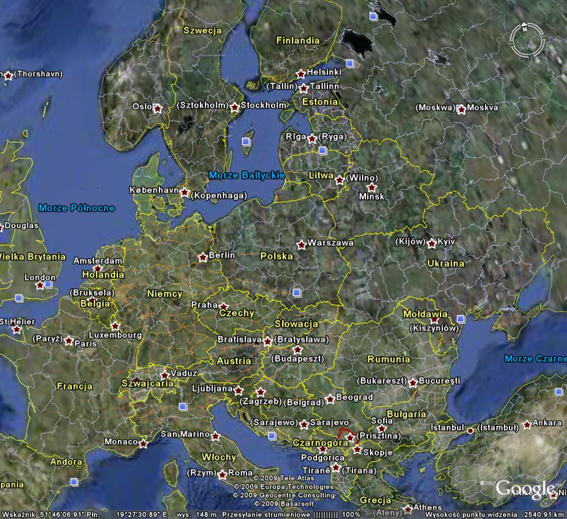 Szwecja
Finlandia
(Thorshavn)
Helsinki
(Tallin) Tallinn
Estonia
Oslo
(Sztokholm) Stockholm
(Moskwa) Moskva
Rīga (Ryga)
Morze Bałtyckie
Litwa (Wilno)
Minsk
København
(Kopenhaga)
Morze Północne
Douglas
Wielka Brytania
Amsterdam
Holandia
Berlin
Warszawa
Polska
(Kijów) Kyiv
Ukraina
London
(Bruksela)
Belgia
Niemcy
Praha
Czechy
Mołdawia
(Kiszyniów)
St Helier
Luxembourg
Słowacja
(Paryż)
Paris
Bratislava (Bratysława)
(Budapeszt)
Austria
Rumunia
Morze Czarne
Vaduz
Szwajcaria
Francja
Ljubljana
(Zagrzeb)
(Belgrad) Beograd
(Bukareszt) Bucureşti
San Marino
Monaco
(Sarajewo) Sarajevo
Sofia
Bułgaria
(Prisztina)
İstanbul (Istambuł)
Ankara
Andora
Włochy
Czarnogóra
Podgorica
Skopje
(Rzym) Roma
Tiranë (Tirana)
© 2009 Tele Atlas
© 2009 Europa Technologies
© 2009 Geocentre Consulting
© 2009 Basarsoft
Grecja
Google
(Ateny) Athens
Wskaźnik 51°46'06.91" Pln 19°27'30.89" E wys 148 m Przesyłanie strumieniowe 100% Wysokość punktu widzenia 2540.91 km